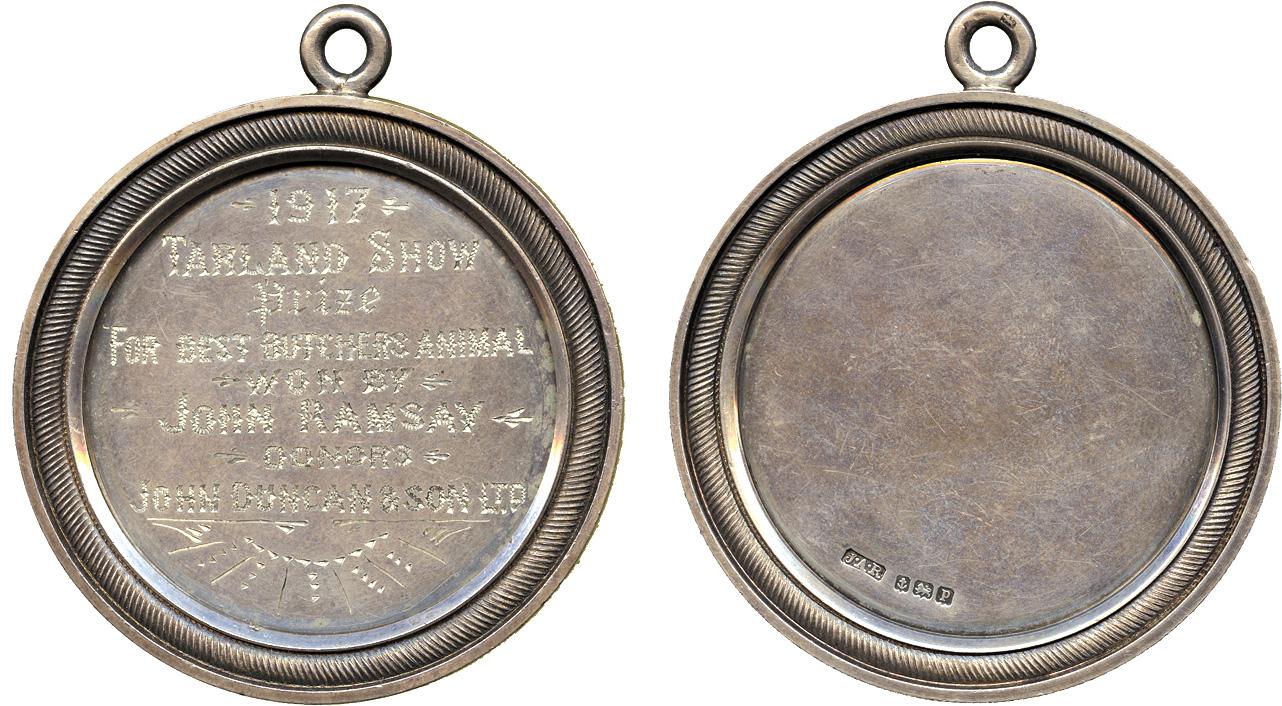 1917
TARLAND SHOW
Prize
FOR BEST BUTCHERS ANIMAL
WON BY
JOHN RAMSAY
DONORS
JOHN DUNCAN & SON LTD
J.A.R P